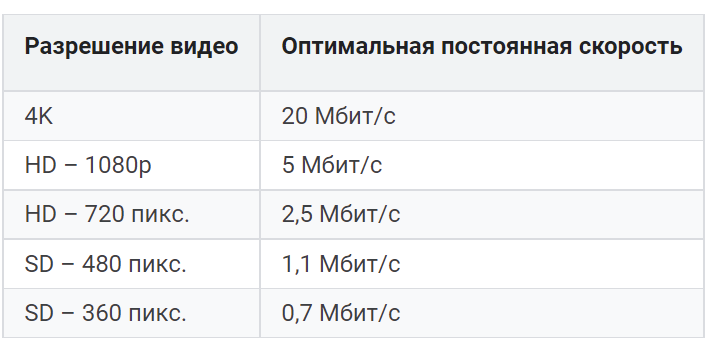 Разрешение видео Оптимальная постоянная скорость
4K 20 Мбит/с
HD – 1080p 5 Мбит/с
HD – 720 пикс. 2,5 Мбит/с
SD – 480 пикс. 1,1 Мбит/с
SD – 360 пикс. 0,7 Мбит/с